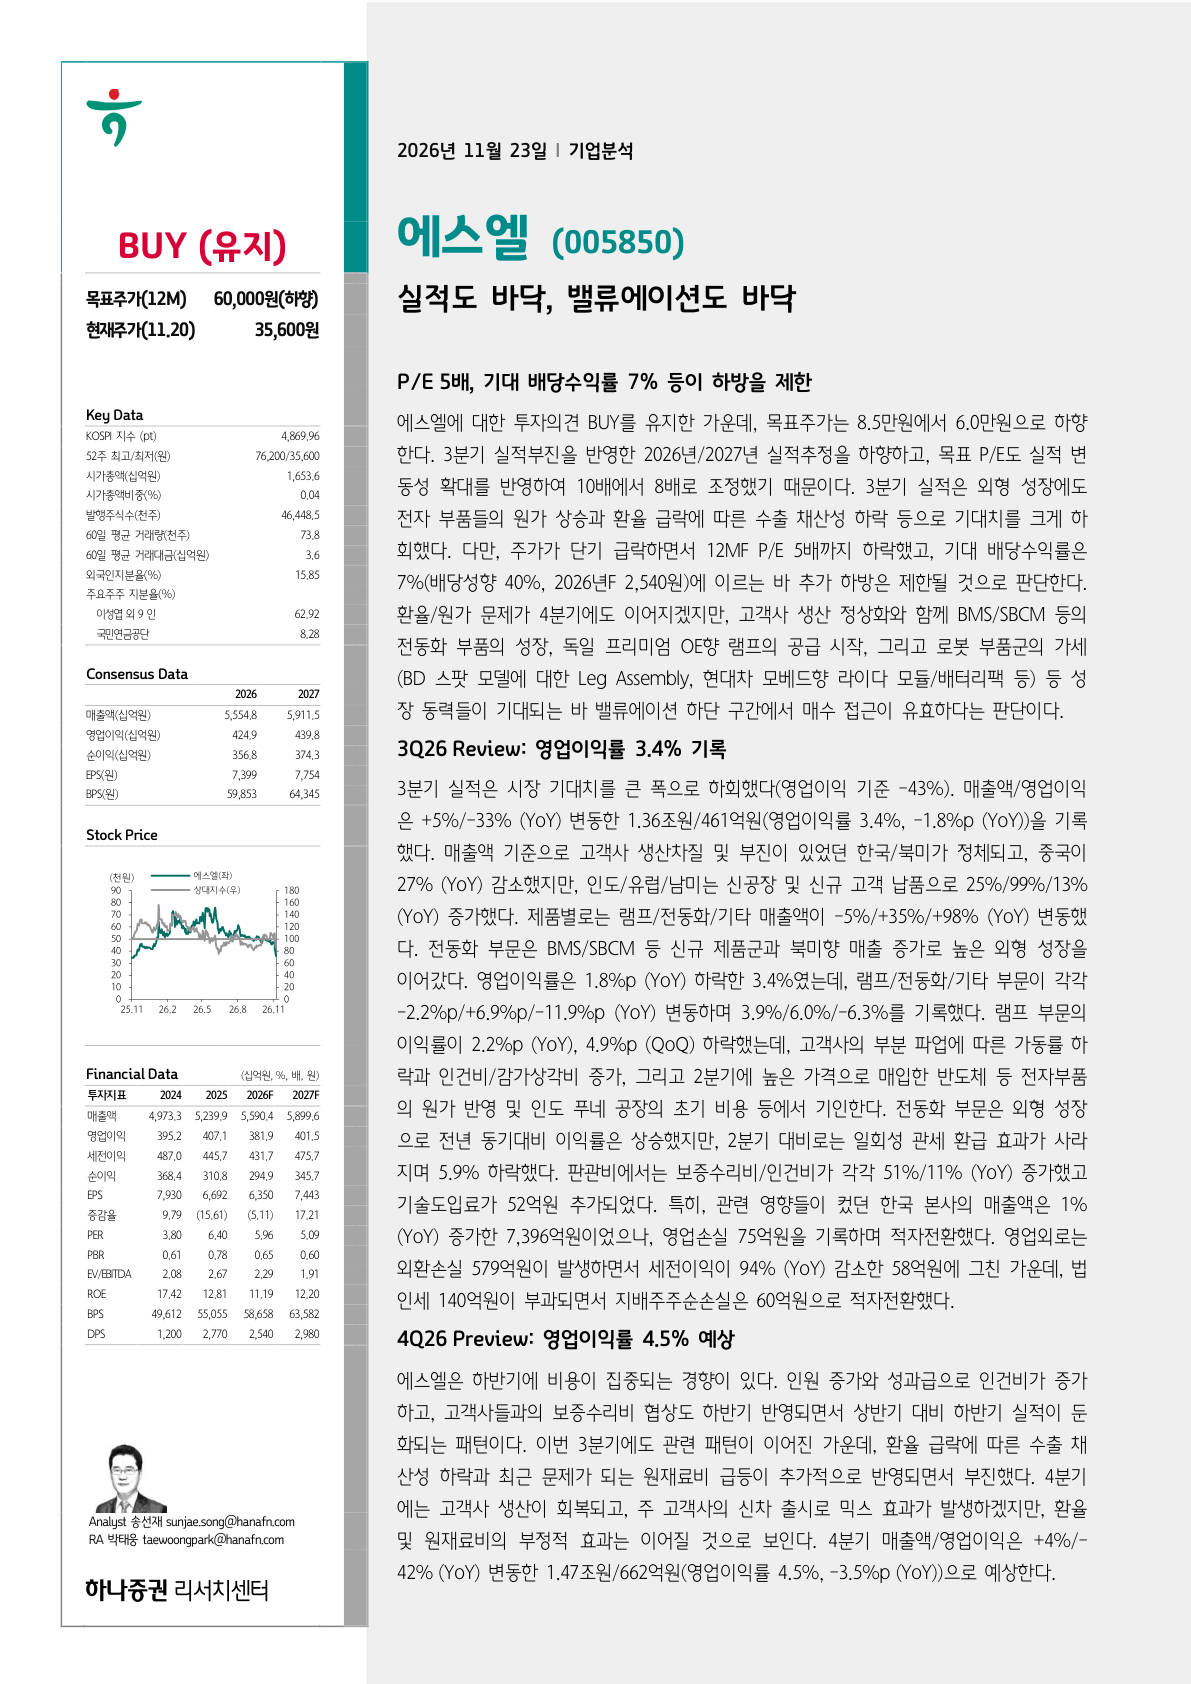 BUY (유지)
목표주가(12M) 60,000원(하향)
현재주가(11.20) 35,600원
Key Data
KOSPI 지수 (pt) 4,869.96
52주 최고/최저(원) 76,200/35,600
시가총액(십억원) 1,653.6
시가총액비중(%) 0.04
발행주식수(천주) 46,448.5
60일 평균 거래량(천주) 73.8
60일 평균 거래대금(십억원) 3.6
외국인지분율(%) 15.85
주요주주 지분율(%)
이성엽 외 9 인 62.92
국민연금공단 8.28
Consensus Data
2026 2027
매출액(십억원) 5,554.8 5,911.5
영업이익(십억원) 424.9 439.8
순이익(십억원) 356.8 374.3
EPS(원) 7,399 7,754
BPS(원) 59,853 64,345
Stock Price
(천원) 에스엘(좌)
상대지수(우)
90 180
80 160
70 140
60 120
50 100
40 80
30 60
20 40
10 20
0 0
25.11 26.2 26.5 26.8 26.11
Financial Data (십억원, %, 배, 원)
투자지표 2024 2025 2026F 2027F
매출액 4,973.3 5,239.9 5,590.4 5,899.6
영업이익 395.2 407.1 381.9 401.5
세전이익 487.0 445.7 431.7 475.7
순이익 368.4 310.8 294.9 345.7
EPS 7,930 6,692 6,350 7,443
증감율 9.79 (15.61) (5.11) 17.21
PER 3.80 6.40 5.96 5.09
PBR 0.61 0.78 0.65 0.60
EV/EBITDA 2.08 2.67 2.29 1.91
ROE 17.42 12.81 11.19 12.20
BPS 49,612 55,055 58,658 63,582
DPS 1,200 2,770 2,540 2,980
Analyst 송선재 sunjae.song@hanafn.com
RA 박태웅 taewoongpark@hanafn.com
하나증권 리서치센터
2026년 11월 23일 | 기업분석
에스엘 (005850)
실적도 바닥, 밸류에이션도 바닥
P/E 5배, 기대 배당수익률 7% 등이 하방을 제한
에스엘에 대한 투자의견 BUY를 유지한 가운데, 목표주가는 8.5만원에서 6.0만원으로 하향
한다. 3분기 실적부진을 반영한 2026년/2027년 실적추정을 하향하고, 목표 P/E도 실적 변
동성 확대를 반영하여 10배에서 8배로 조정했기 때문이다. 3분기 실적은 외형 성장에도
전자 부품들의 원가 상승과 환율 급락에 따른 수출 채산성 하락 등으로 기대치를 크게 하
회했다. 다만, 주가가 단기 급락하면서 12MF P/E 5배까지 하락했고, 기대 배당수익률은
7%(배당성향 40%, 2026년F 2,540원)에 이르는 바 추가 하방은 제한될 것으로 판단한다.
환율/원가 문제가 4분기에도 이어지겠지만, 고객사 생산 정상화와 함께 BMS/SBCM 등의
전동화 부품의 성장, 독일 프리미엄 OE향 램프의 공급 시작, 그리고 로봇 부품군의 가세
(BD 스팟 모델에 대한 Leg Assembly, 현대차 모베드향 라이다 모듈/배터리팩 등) 등 성
장 동력들이 기대되는 바 밸류에이션 하단 구간에서 매수 접근이 유효하다는 판단이다.
3Q26 Review: 영업이익률 3.4% 기록
3분기 실적은 시장 기대치를 큰 폭으로 하회했다(영업이익 기준 -43%). 매출액/영업이익
은 +5%/-33% (YoY) 변동한 1.36조원/461억원(영업이익률 3.4%, -1.8%p (YoY))을 기록
했다. 매출액 기준으로 고객사 생산차질 및 부진이 있었던 한국/북미가 정체되고, 중국이
27% (YoY) 감소했지만, 인도/유럽/남미는 신공장 및 신규 고객 납품으로 25%/99%/13%
(YoY) 증가했다. 제품별로는 램프/전동화/기타 매출액이 -5%/+35%/+98% (YoY) 변동했
다. 전동화 부문은 BMS/SBCM 등 신규 제품군과 북미향 매출 증가로 높은 외형 성장을
이어갔다. 영업이익률은 1.8%p (YoY) 하락한 3.4%였는데, 램프/전동화/기타 부문이 각각
-2.2%p/+6.9%p/-11.9%p (YoY) 변동하며 3.9%/6.0%/-6.3%를 기록했다. 램프 부문의
이익률이 2.2%p (YoY), 4.9%p (QoQ) 하락했는데, 고객사의 부분 파업에 따른 가동률 하
락과 인건비/감가상각비 증가, 그리고 2분기에 높은 가격으로 매입한 반도체 등 전자부품
의 원가 반영 및 인도 푸네 공장의 초기 비용 등에서 기인한다. 전동화 부문은 외형 성장
으로 전년 동기대비 이익률은 상승했지만, 2분기 대비로는 일회성 관세 환급 효과가 사라
지며 5.9% 하락했다. 판관비에서는 보증수리비/인건비가 각각 51%/11% (YoY) 증가했고
기술도입료가 52억원 추가되었다. 특히, 관련 영향들이 컸던 한국 본사의 매출액은 1%
(YoY) 증가한 7,396억원이었으나, 영업손실 75억원을 기록하며 적자전환했다. 영업외로는
외환손실 579억원이 발생하면서 세전이익이 94% (YoY) 감소한 58억원에 그친 가운데, 법
인세 140억원이 부과되면서 지배주주순손실은 60억원으로 적자전환했다.
4Q26 Preview: 영업이익률 4.5% 예상
에스엘은 하반기에 비용이 집중되는 경향이 있다. 인원 증가와 성과급으로 인건비가 증가
하고, 고객사들과의 보증수리비 협상도 하반기 반영되면서 상반기 대비 하반기 실적이 둔
화되는 패턴이다. 이번 3분기에도 관련 패턴이 이어진 가운데, 환율 급락에 따른 수출 채
산성 하락과 최근 문제가 되는 원재료비 급등이 추가적으로 반영되면서 부진했다. 4분기
에는 고객사 생산이 회복되고, 주 고객사의 신차 출시로 믹스 효과가 발생하겠지만, 환율
및 원재료비의 부정적 효과는 이어질 것으로 보인다. 4분기 매출액/영업이익은 +4%/-
42% (YoY) 변동한 1.47조원/662억원(영업이익률 4.5%, -3.5%p (YoY))으로 예상한다.